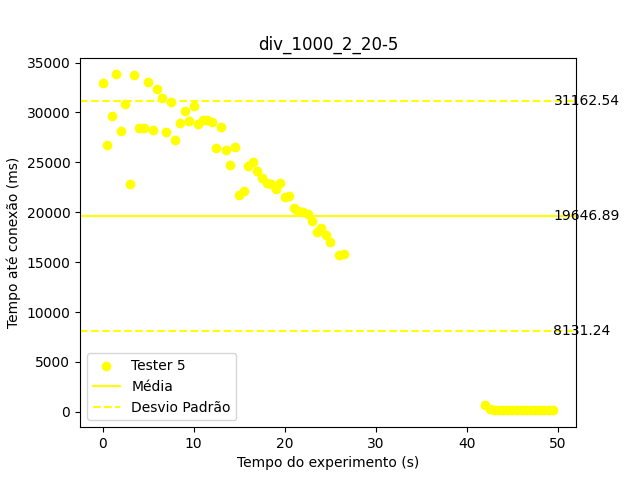 div_1000_2_20-5
Tempo até conexão (ms)
35000
30000
25000
20000
15000
10000
5000
0
31162.54
19646.89
8131.24
Tester 5
Média
Desvio Padrão
0 10 20 30 40 50
Tempo do experimento (s)